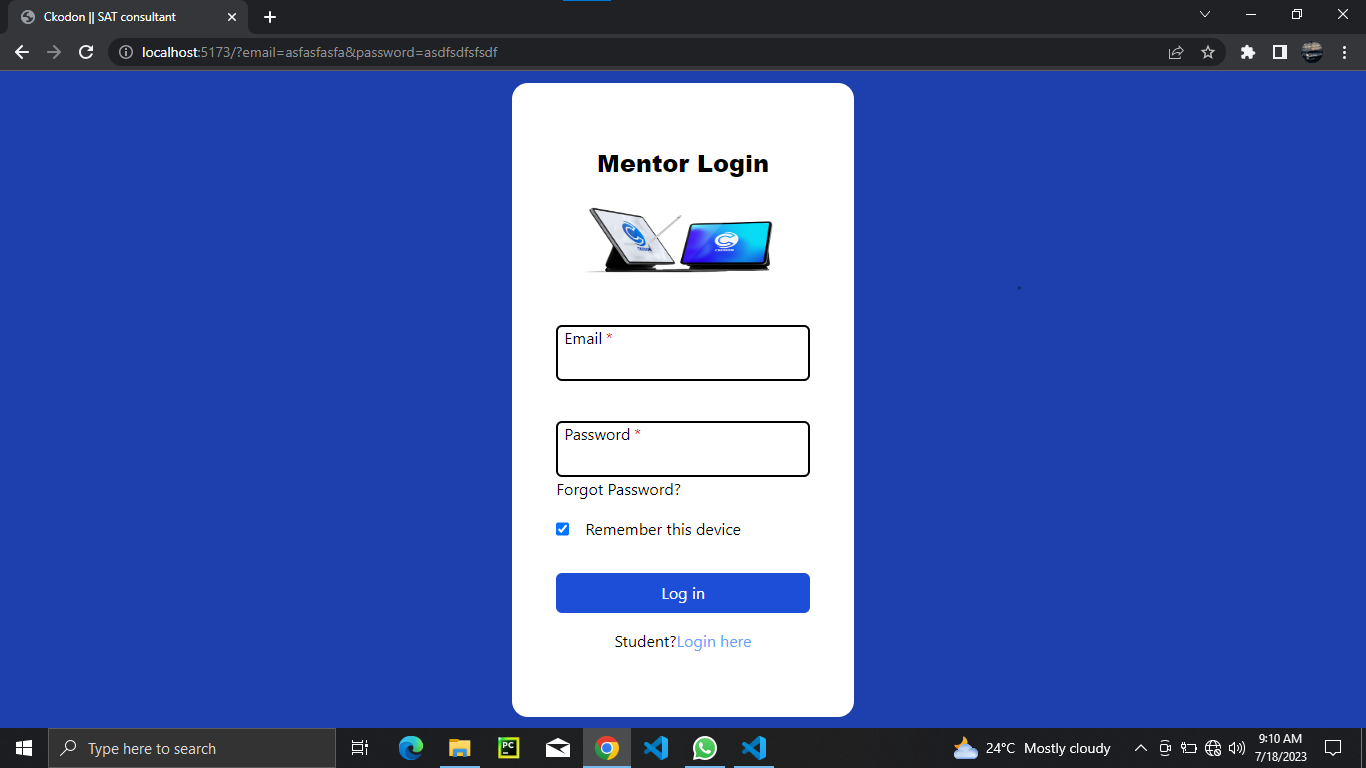 Ckodon || SAT consultant
localhost:5173/?email=asfasfasfa&password=asdfsdfsfsdf
Mentor Login
Email *
Password *
Forgot Password?
Remember this device
Log in
Student?Login here
Type here to search
PC
24°C Mostly cloudy
9:10 AM
7/18/2023